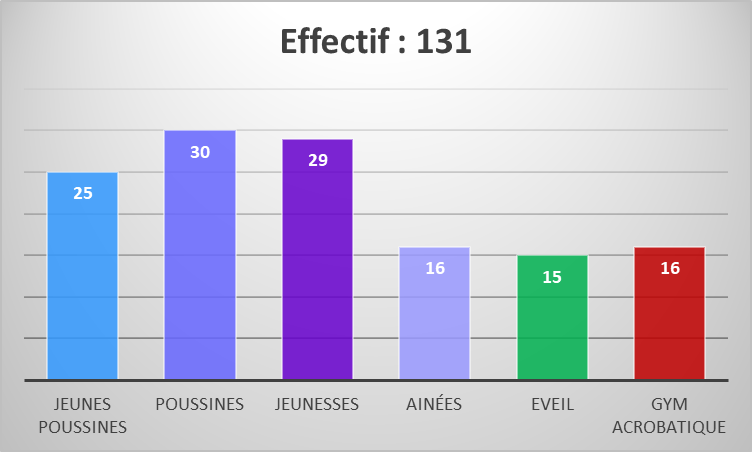 Effectif : 131
25
30
29
16
15
16
JEUNES
POUSSINES
POUSSINES
JEUNESSES
AINÉES
EVEIL
GYM
ACROBATIQUE